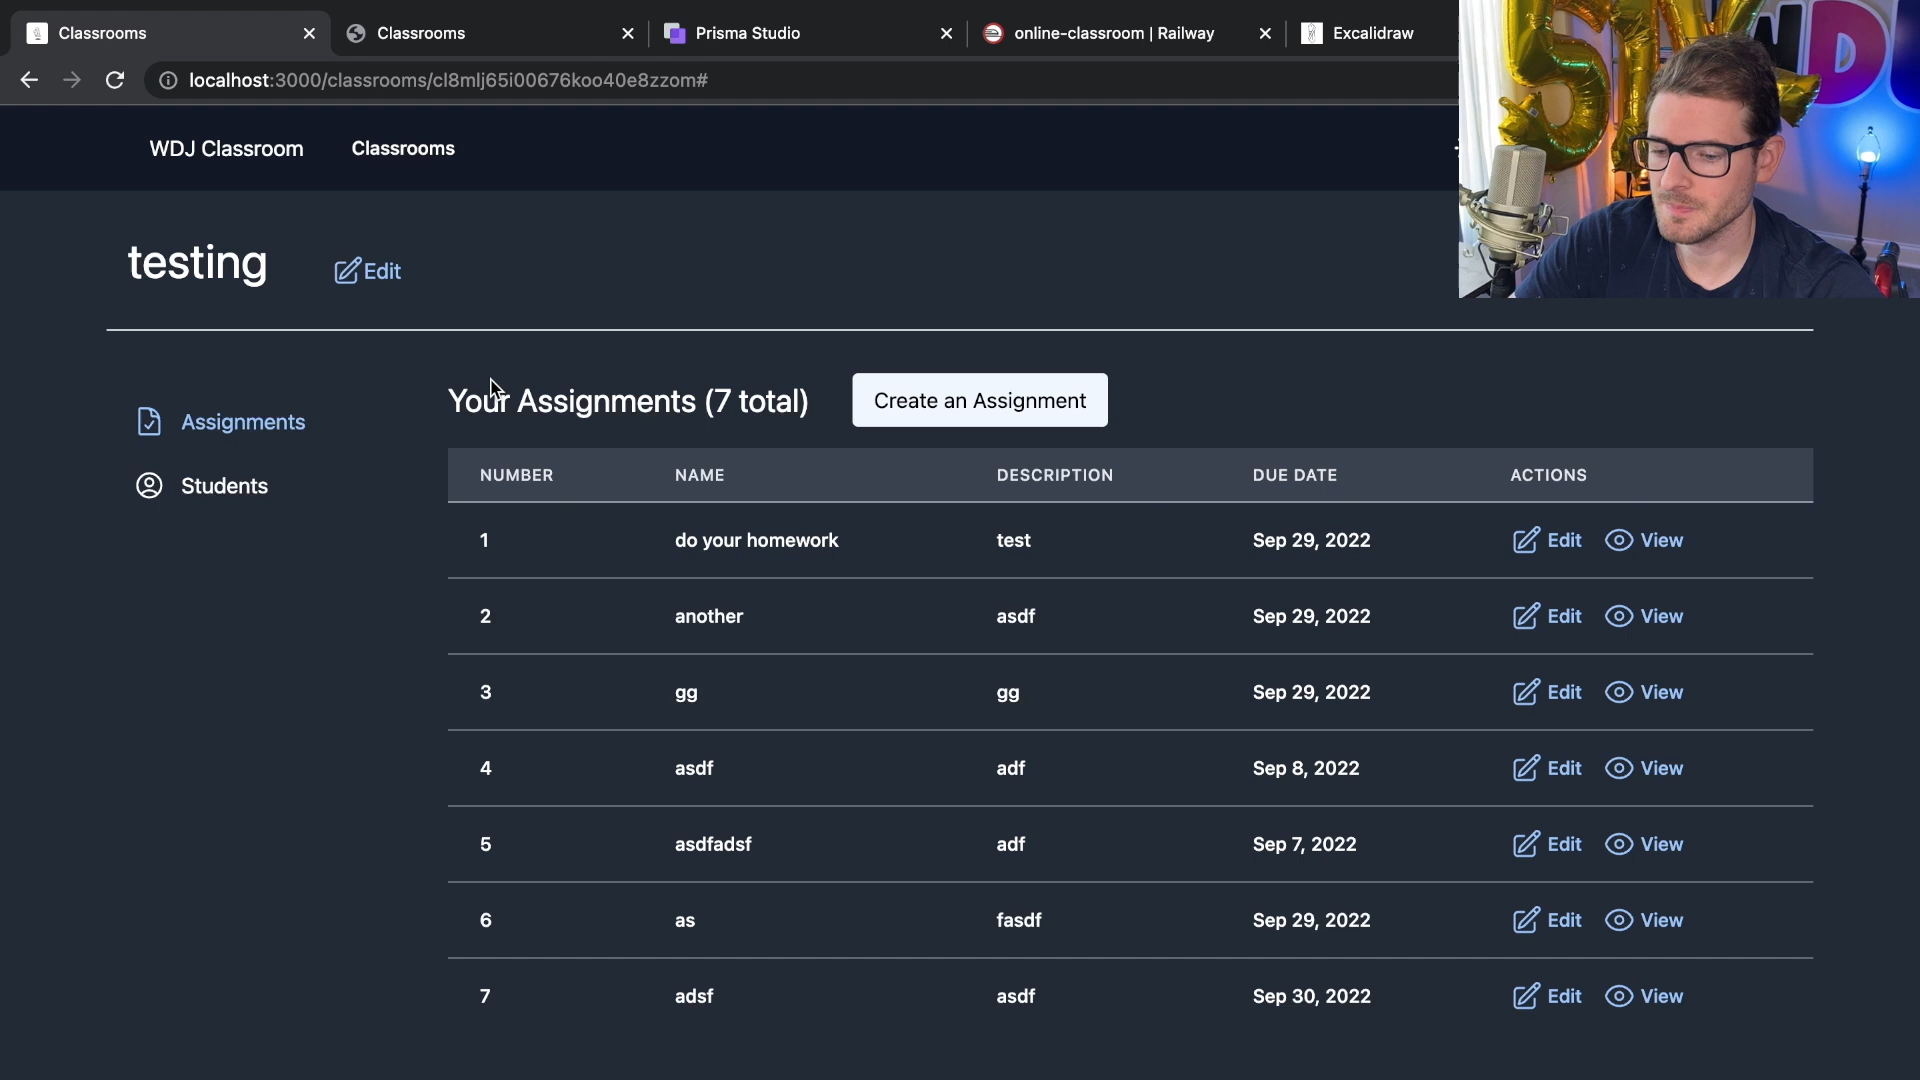 Classrooms
Classrooms
Prisma Studio
online-classroom | Railway
Excalidraw
localhost:3000/classrooms/cl8mlj65i00676koo40e8zzom#
WDJ Classroom Classrooms
testing Edit
Your Assignments (7 total) Create an Assignment
Assignments
Students
NUMBER NAME DESCRIPTION DUE DATE ACTIONS
1 do your homework test Sep 29, 2022 Edit View
2 another asdf Sep 29, 2022 Edit View
3 gg gg Sep 29, 2022 Edit View
4 asdf adf Sep 8, 2022 Edit View
5 asdfadsf adf Sep 7, 2022 Edit View
6 as fasdf Sep 29, 2022 Edit View
7 adsf asdf Sep 30, 2022 Edit View